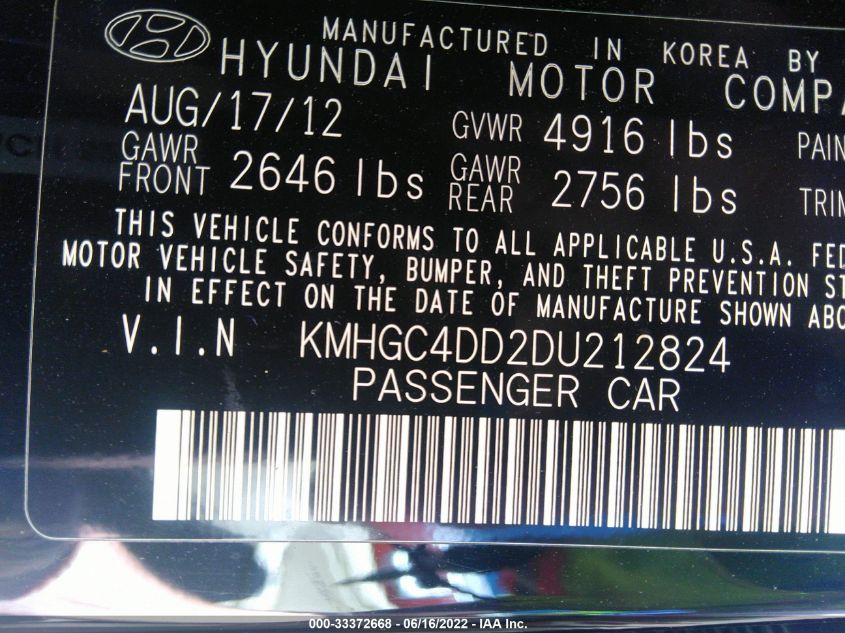 MANUFACTURED IN KOREA BY
HYUNDAI MOTOR COMPA
AUG/17/12 GVWR 4916 lbs PAIN
GAWR FRONT 2646 lbs GAWR REAR 2756 lbs TRIM
THIS VEHICLE CONFORMS TO ALL APPLICABLE U.S.A. FED
MOTOR VEHICLE SAFETY, BUMPER, AND THEFT PREVENTION ST
IN EFFECT ON THE DATE OF MANUFACTURE SHOWN ABO
V.I.N KMHGC4DD2DU212824
PASSENGER CAR
000-33372668 - 06/16/2022 - IAA Inc.